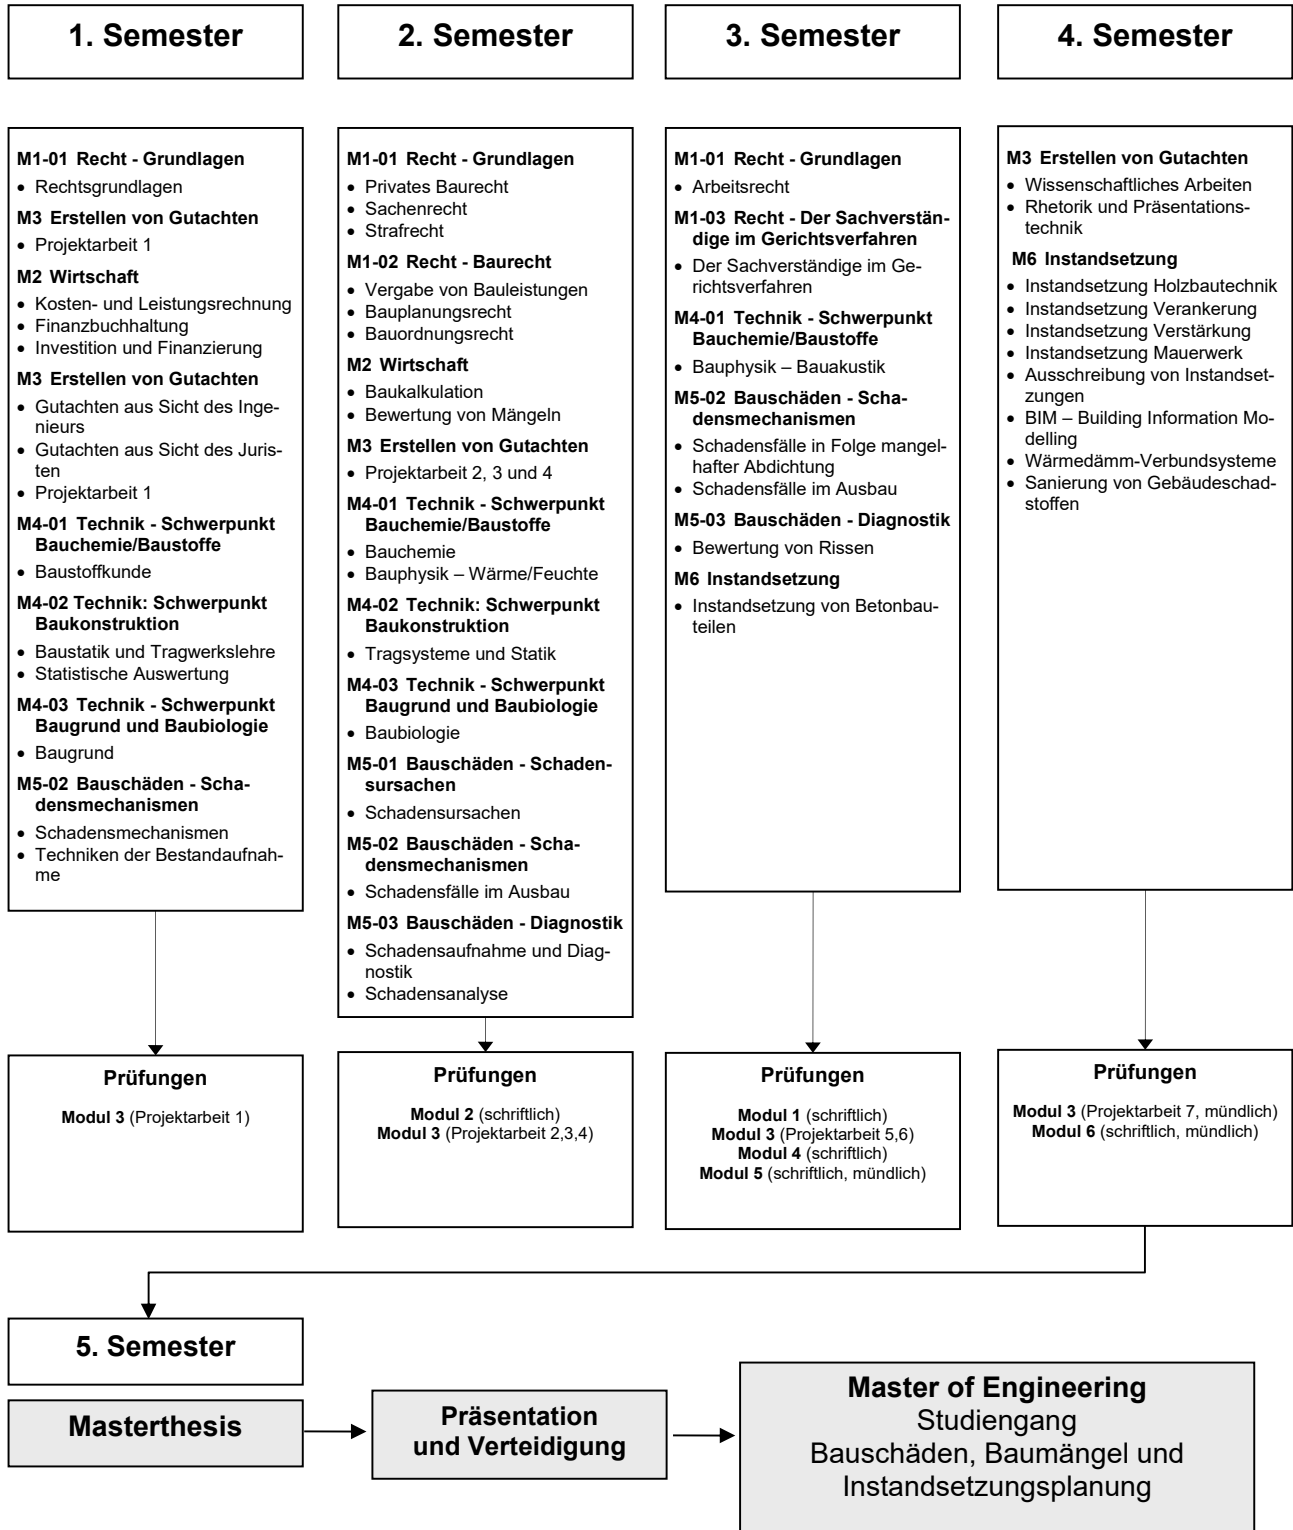 1. Semester
M1-01 Recht - Grundlagen
• Rechtsgrundlagen
M3 Erstellen von Gutachten
• Projektarbeit 1
M2 Wirtschaft
• Kosten- und Leistungsrechnung
• Finanzbuchhaltung
• Investition und Finanzierung
M3 Erstellen von Gutachten
• Gutachten aus Sicht des Inge-
nieurs
• Gutachten aus Sicht des Juris-
ten
• Projektarbeit 1
M4-01 Technik - Schwerpunkt
Bauchemie/Baustoffe
• Baustoffkunde
M4-02 Technik: Schwerpunkt
Baukonstruktion
• Baustatik und Tragwerkslehre
• Statistische Auswertung
M4-03 Technik - Schwerpunkt
Baugrund und Baubiologie
• Baugrund
M5-02 Bauschäden - Scha-
densmechanismen
• Schadensmechanismen
• Techniken der Bestandaufnah-
me
Prüfungen
Modul 3 (Projektarbeit 1)
2. Semester
M1-01 Recht - Grundlagen
• Privates Baurecht
• Sachenrecht
• Strafrecht
M1-02 Recht - Baurecht
• Vergabe von Bauleistungen
• Bauplanungsrecht
• Bauordnungsrecht
M2 Wirtschaft
• Baukalkulation
• Bewertung von Mängeln
M3 Erstellen von Gutachten
• Projektarbeit 2, 3 und 4
M4-01 Technik - Schwerpunkt
Bauchemie/Baustoffe
• Bauchemie
• Bauphysik – Wärme/Feuchte
M4-02 Technik: Schwerpunkt
Baukonstruktion
• Tragsysteme und Statik
M4-03 Technik - Schwerpunkt
Baugrund und Baubiologie
• Baubiologie
M5-01 Bauschäden - Schaden-
sursachen
• Schadensursachen
M5-02 Bauschäden - Scha-
densmechanismen
• Schadensfälle im Ausbau
M5-03 Bauschäden - Diagnostik
• Schadensaufnahme und Diag-
nostik
• Schadensanalyse
Prüfungen
Modul 2 (schriftlich)
Modul 3 (Projektarbeit 2,3,4)
3. Semester
M1-01 Recht - Grundlagen
• Arbeitsrecht
M1-03 Recht - Der Sachverstän-
dige im Gerichtsverfahren
• Der Sachverständige im Ge-
richtsverfahren
M4-01 Technik - Schwerpunkt
Bauchemie/Baustoffe
• Bauphysik – Bauakustik
M5-02 Bauschäden - Scha-
densmechanismen
• Schadensfälle in Folge mangel-
hafter Abdichtung
• Schadensfälle im Ausbau
M5-03 Bauschäden - Diagnostik
• Bewertung von Rissen
M6 Instandsetzung
• Instandsetzung von Betonbau-
teilen
Prüfungen
Modul 1 (schriftlich)
Modul 3 (Projektarbeit 5,6)
Modul 4 (schriftlich)
Modul 5 (schriftlich, mündlich)
4. Semester
M3 Erstellen von Gutachten
• Wissenschaftliches Arbeiten
• Rhetorik und Präsentations-
technik
M6 Instandsetzung
• Instandsetzung Holzbautechnik
• Instandsetzung Verankerung
• Instandsetzung Verstärkung
• Instandsetzung Mauerwerk
• Ausschreibung von Instandset-
zungen
• BIM – Building Information Mo-
delling
• Wärmedämm-Verbundsysteme
• Sanierung von Gebäudeschad-
stoffen
Prüfungen
Modul 3 (Projektarbeit 7, mündlich)
Modul 6 (schriftlich, mündlich)
5. Semester
Masterthesis
Präsentation
und Verteidigung
Master of Engineering
Studiengang
Bauschäden, Baumängel und
Instandsetzungsplanung